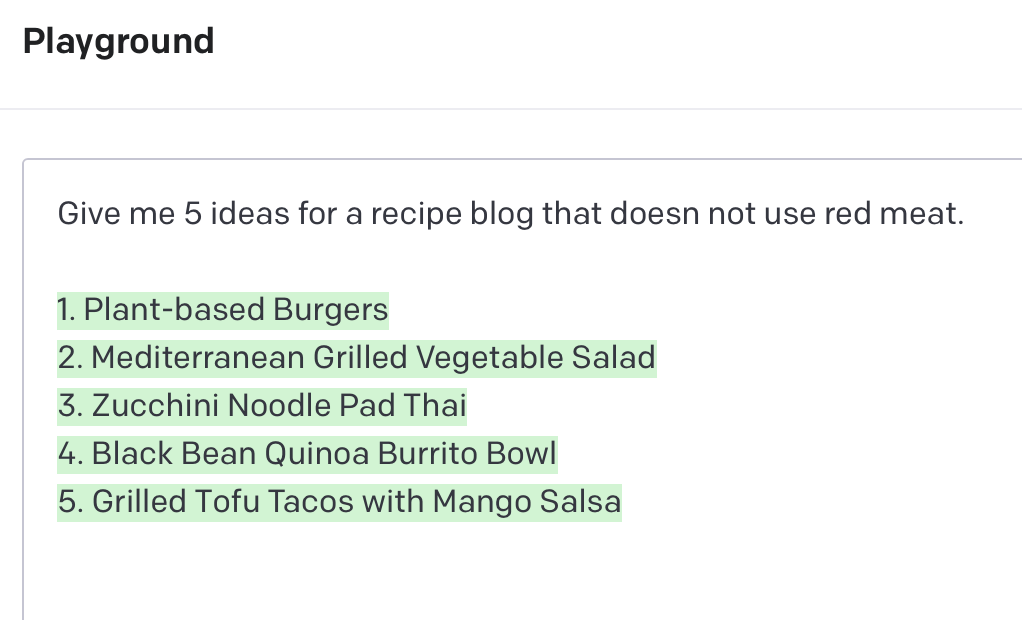 Playground
Give me 5 ideas for a recipe blog that doesn not use red meat.
1. Plant-based Burgers
2. Mediterranean Grilled Vegetable Salad
3. Zucchini Noodle Pad Thai
4. Black Bean Quinoa Burrito Bowl
5. Grilled Tofu Tacos with Mango Salsa